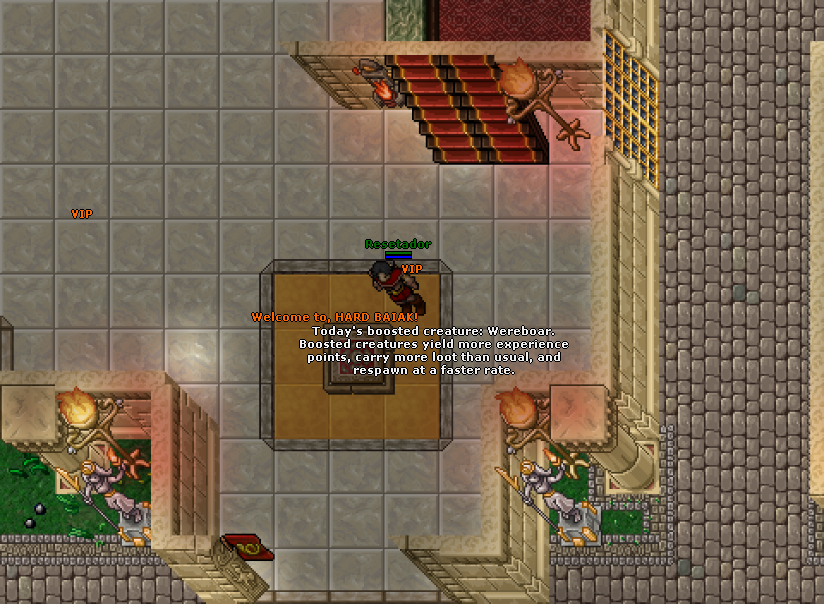 VIP
Resetador
VIP
Welcome to, HARD BAIAK!
Today's boosted creature: Wereboar.
Boosted creatures yield more experience
points, carry more loot than usual, and
respawn at a faster rate.